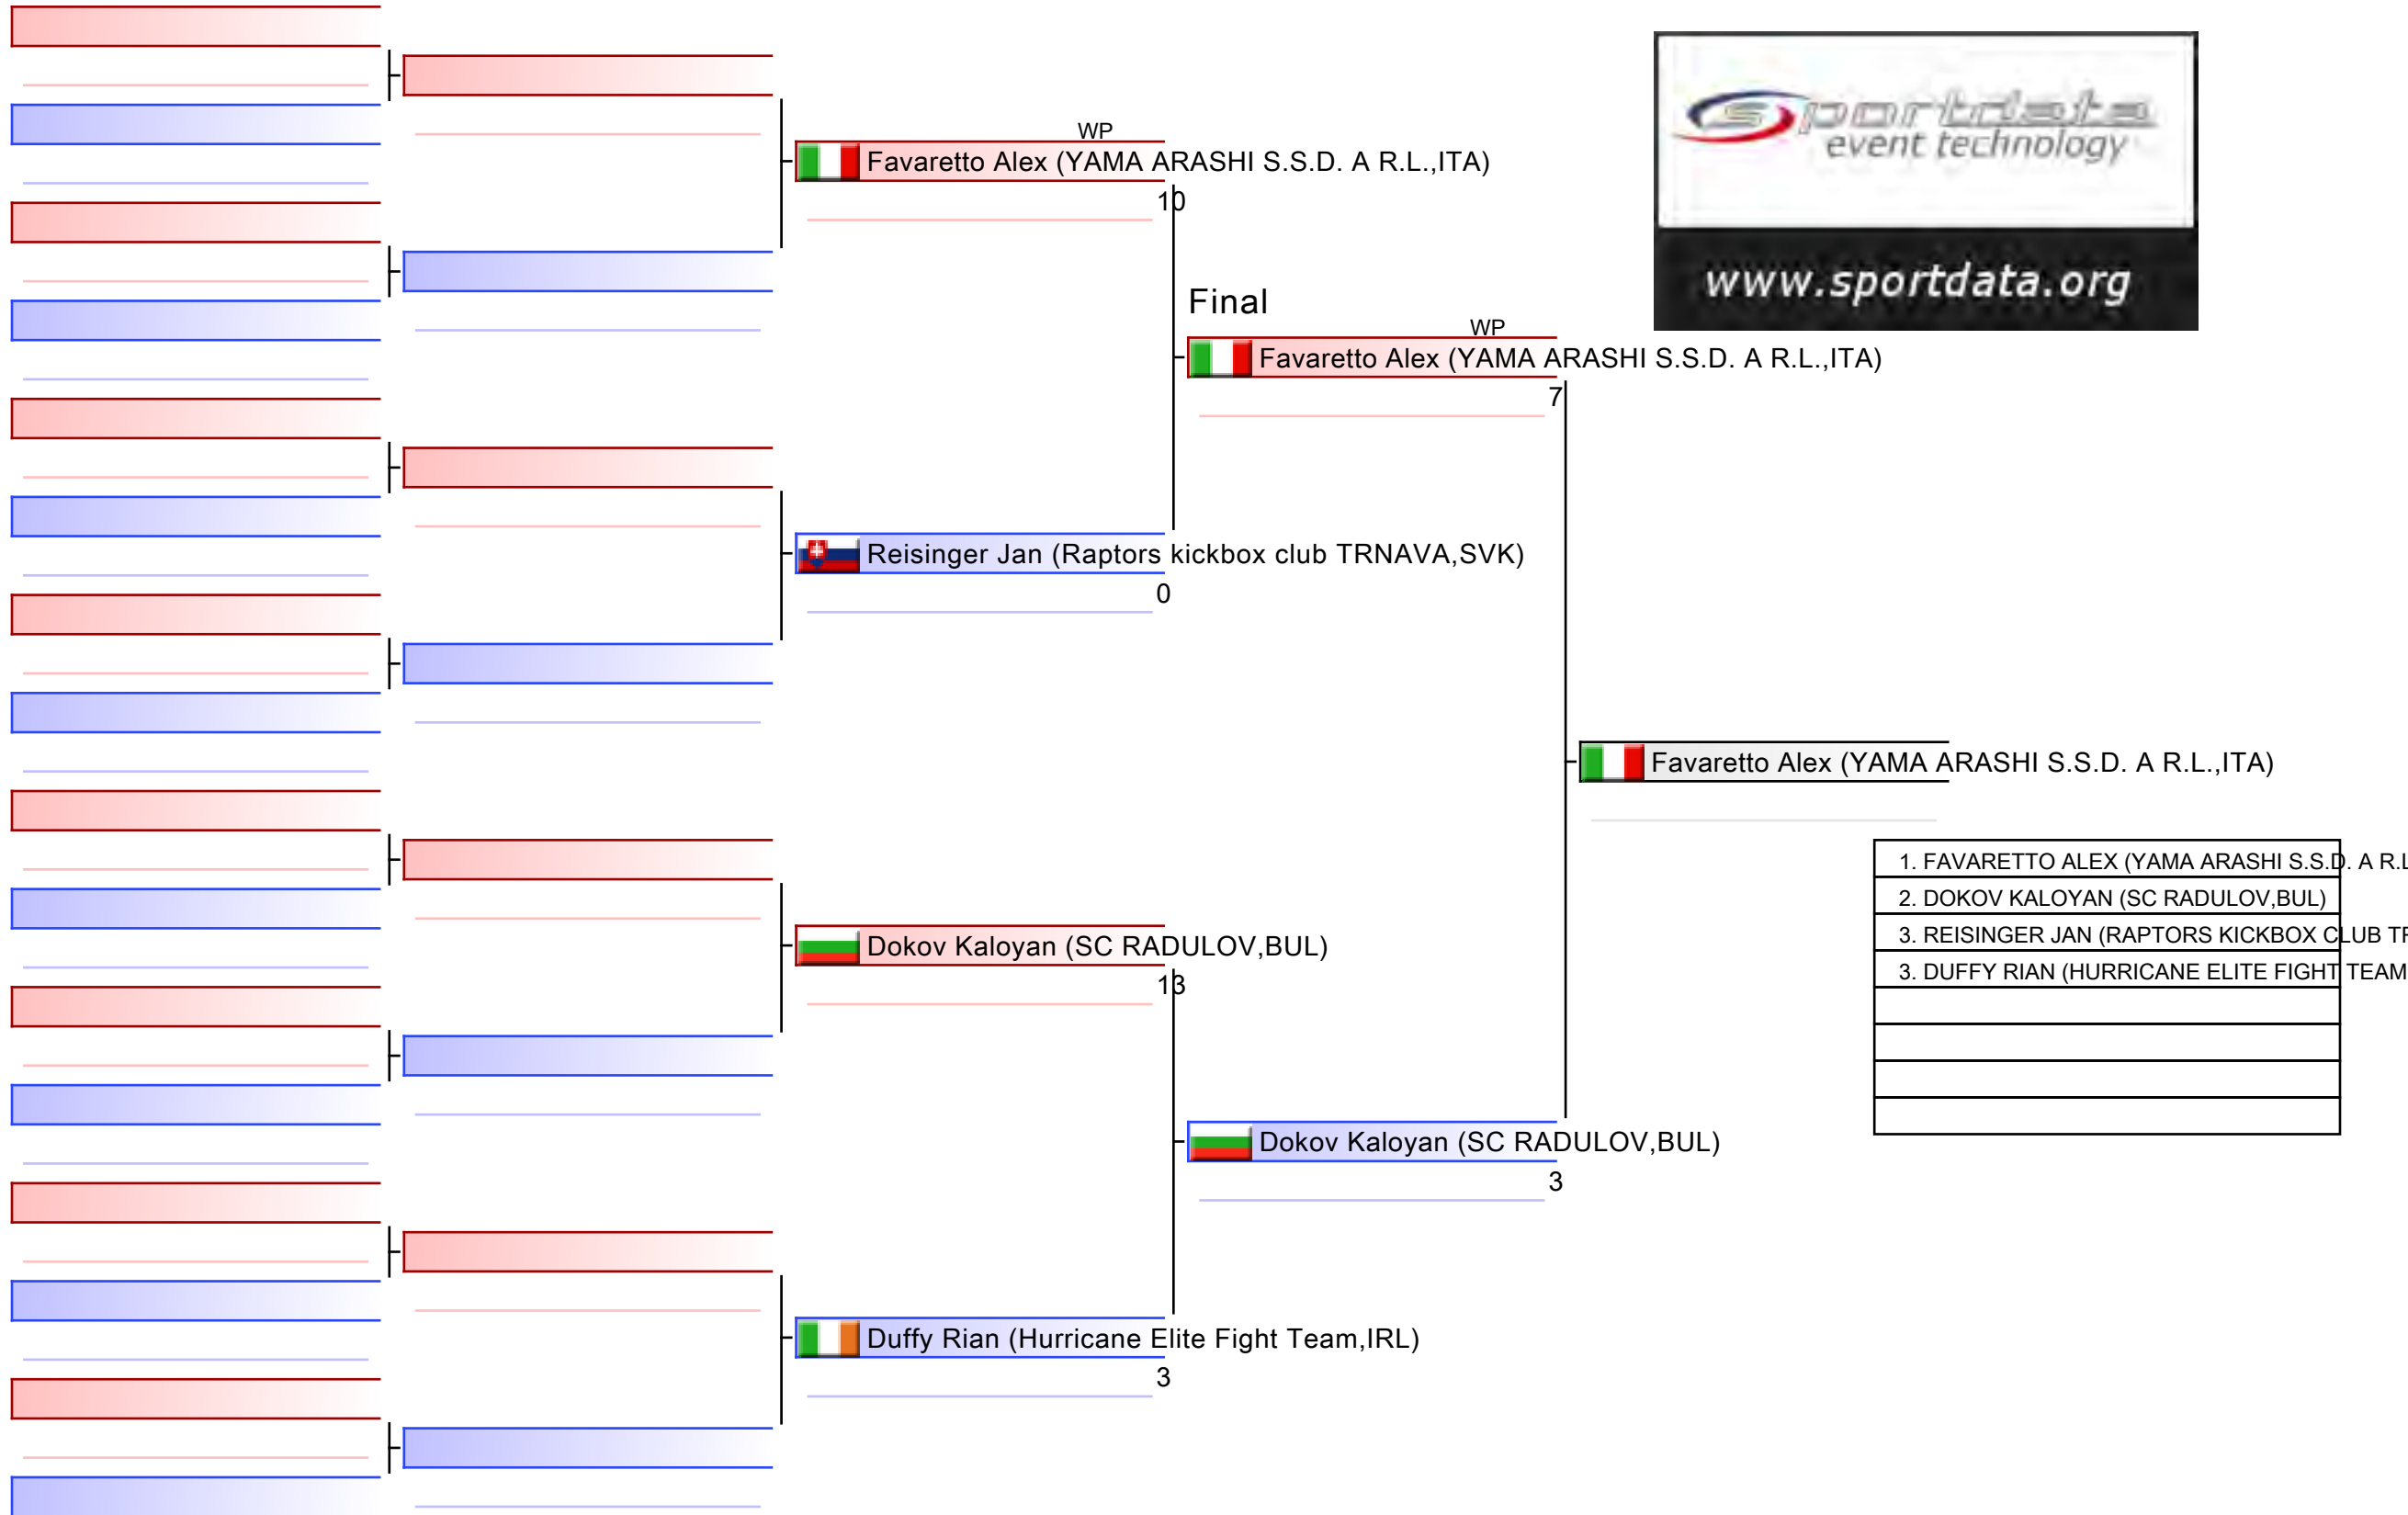 sportdata
event technology
www.sportdata.org
WP
Favaretto Alex (YAMA ARASHI S.S.D. A R.L.,ITA)
10
Final
WP
Favaretto Alex (YAMA ARASHI S.S.D. A R.L.,ITA)
7
Reisinger Jan (Raptors kickbox club TRNAVA,SVK)
0
Favaretto Alex (YAMA ARASHI S.S.D. A R.L.,ITA)
1. FAVARETTO ALEX (YAMA ARASHI S.S.D. A R.L
2. DOKOV KALOYAN (SC RADULOV,BUL)
3. REISINGER JAN (RAPTORS KICKBOX CLUB TR
3. DUFFY RIAN (HURRICANE ELITE FIGHT TEAM
Dokov Kaloyan (SC RADULOV,BUL)
13
Dokov Kaloyan (SC RADULOV,BUL)
3
Duffy Rian (Hurricane Elite Fight Team,IRL)
3